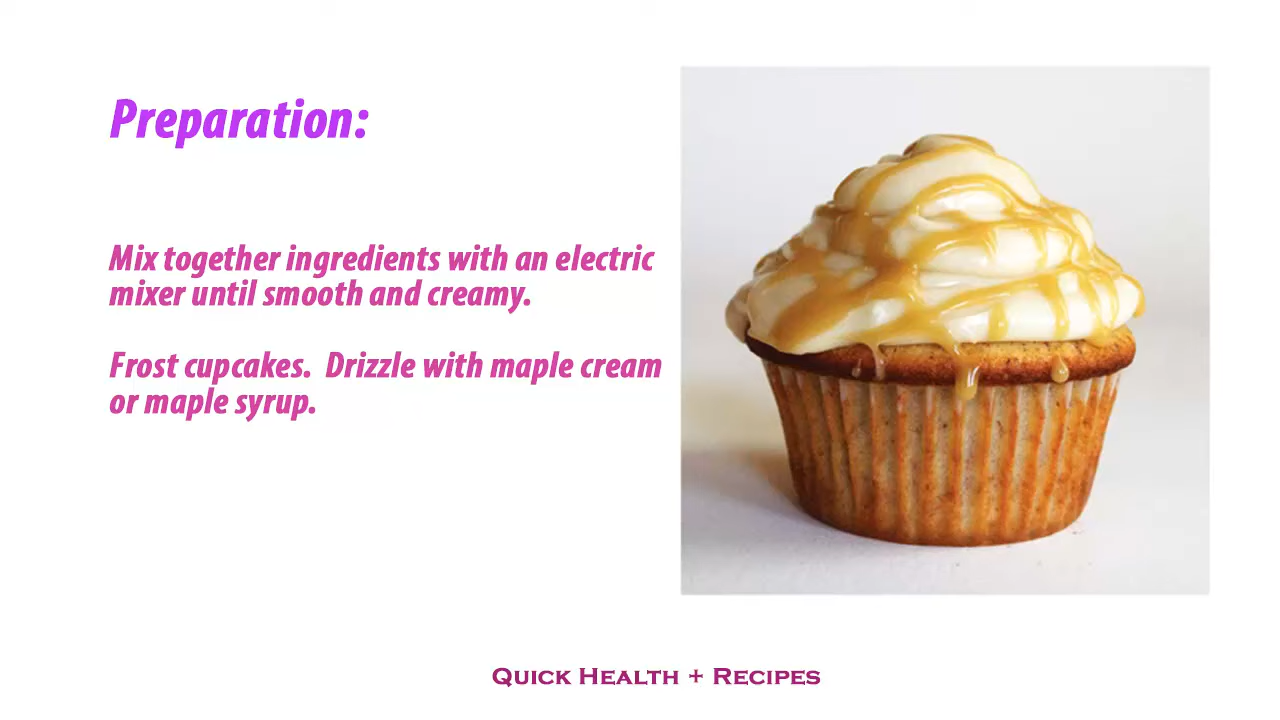 Preparation:
Mix together ingredients with an electric
mixer until smooth and creamy.
Frost cupcakes.  Drizzle with maple cream
or maple syrup.
Quick Health + Recipes